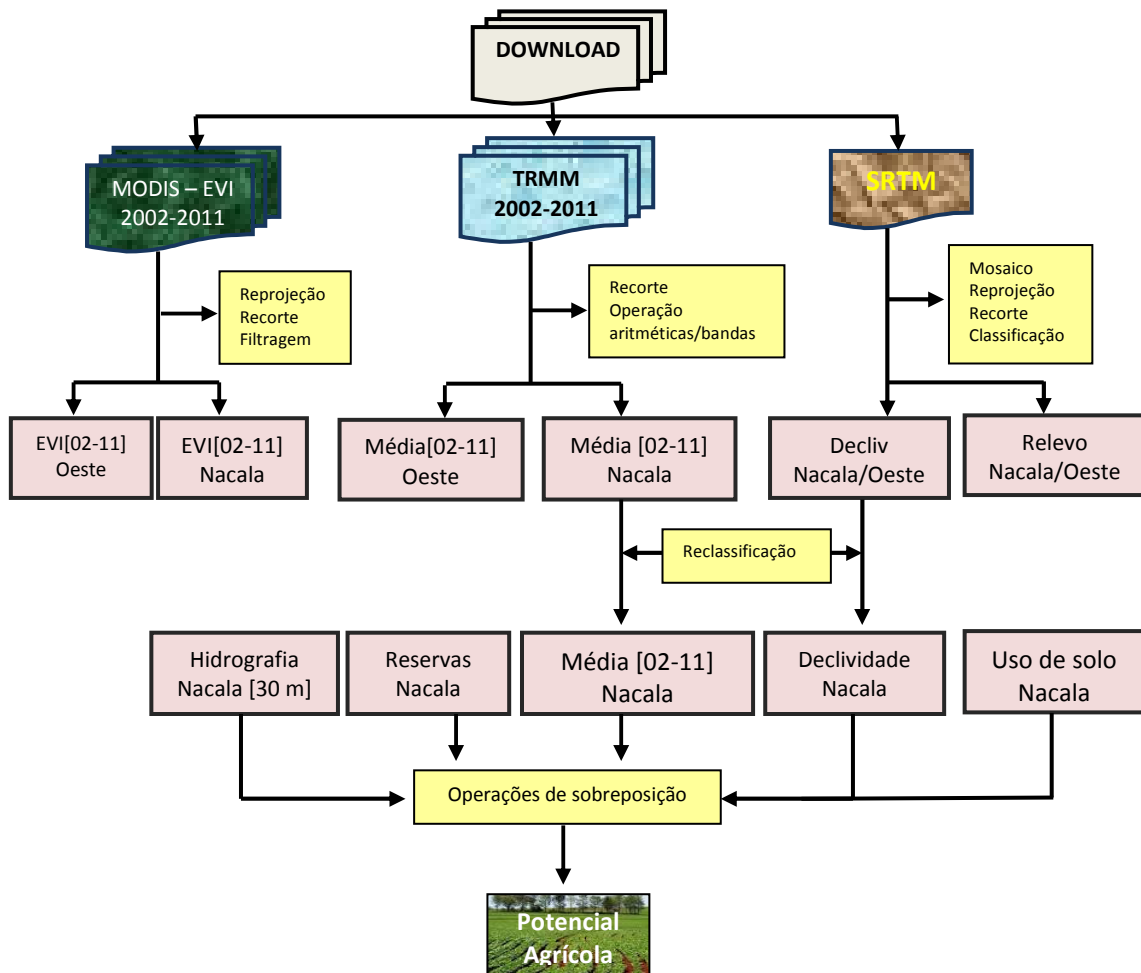 DOWNLOAD
MODIS – EVI
2002-2011
TRMM
2002-2011
SRTM
Reprojeção
Recorte
Filtragem
Recorte
Operação
aritméticas/bandas
Mosaico
Reprojeção
Recorte
Classificação
EVI[02-11]
Oeste
EVI[02-11]
Nacala
Média[02-11]
Oeste
Média [02-11]
Nacala
Decliv
Nacala/Oeste
Relevo
Nacala/Oeste
Reclassificação
Hidrografia
Nacala [30 m]
Reservas
Nacala
Média [02-11]
Nacala
Declividade
Nacala
Uso de solo
Nacala
Operações de sobreposição
Potencial
Agrícola